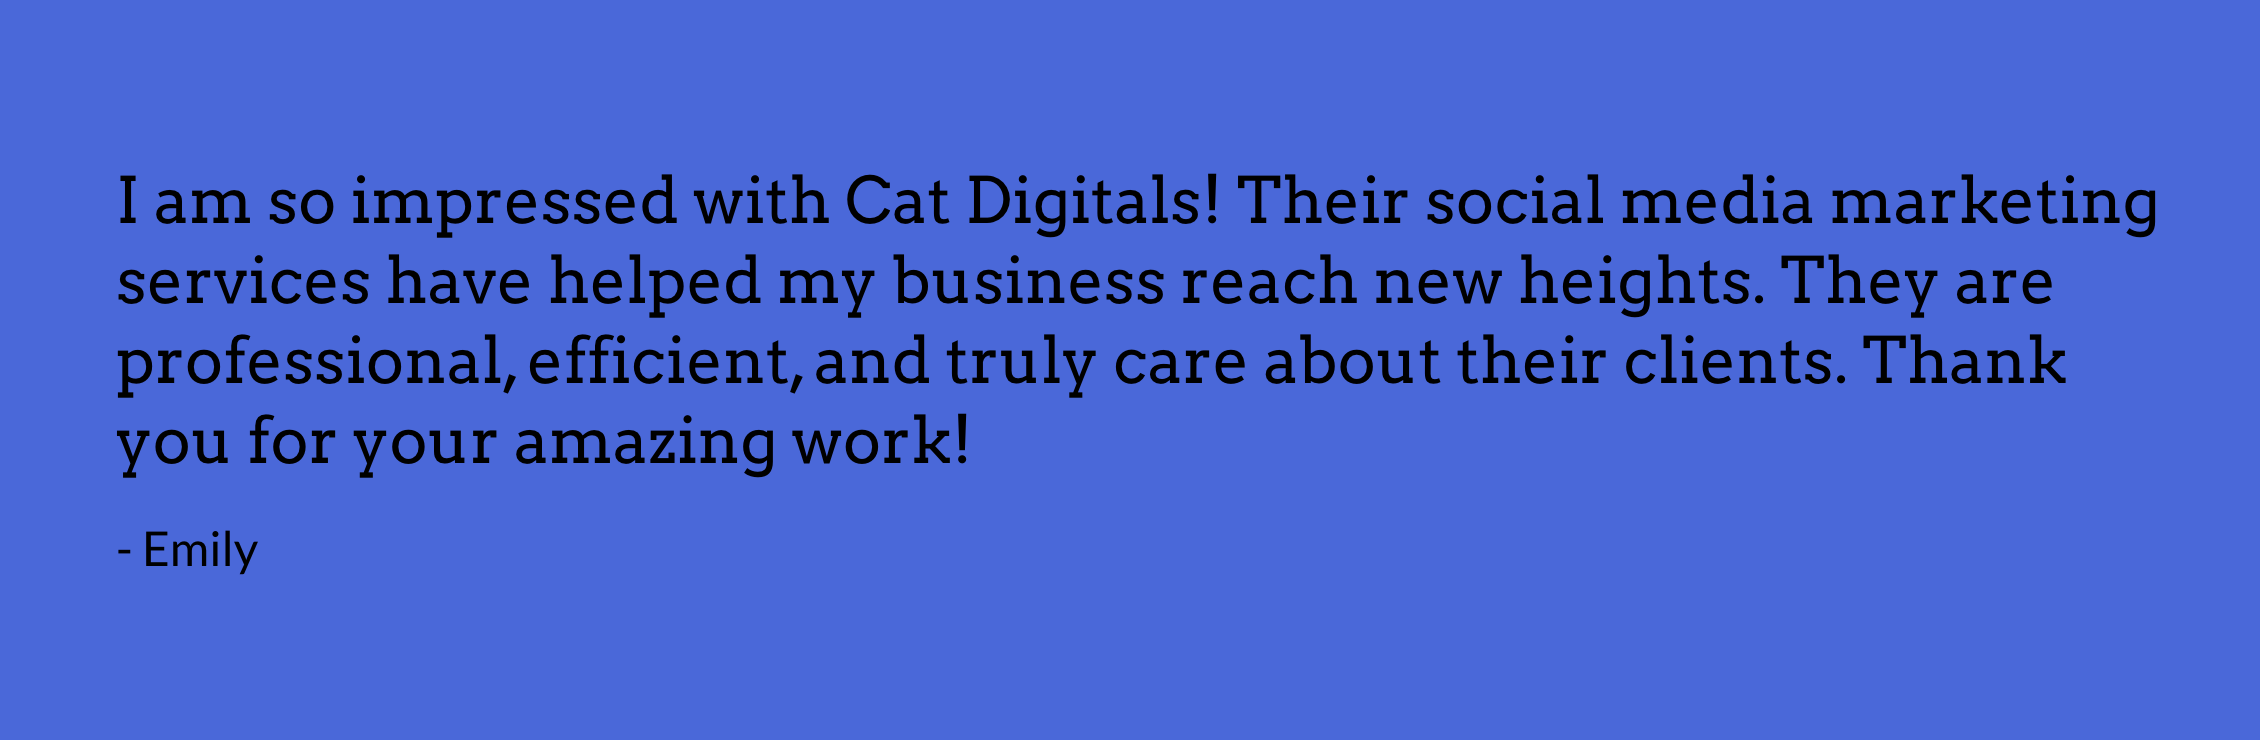 I am so impressed with Cat Digitals! Their social media marketing
services have helped my business reach new heights. They are
professional, efficient, and truly care about their clients. Thank
you for your amazing work!
- Emily